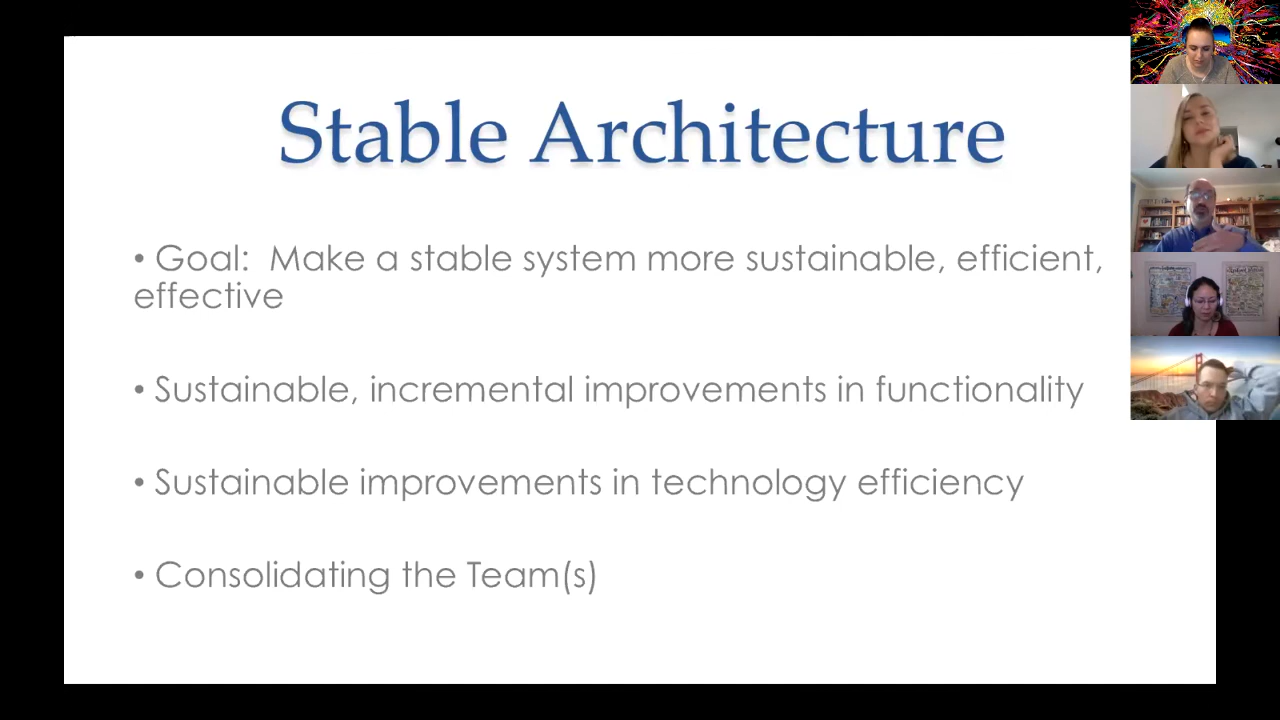 Stable Architecture
• Goal:  Make a stable system more sustainable, efficient,
effective
• Sustainable, incremental improvements in functionality
• Sustainable improvements in technology efficiency
• Consolidating the Team(s)